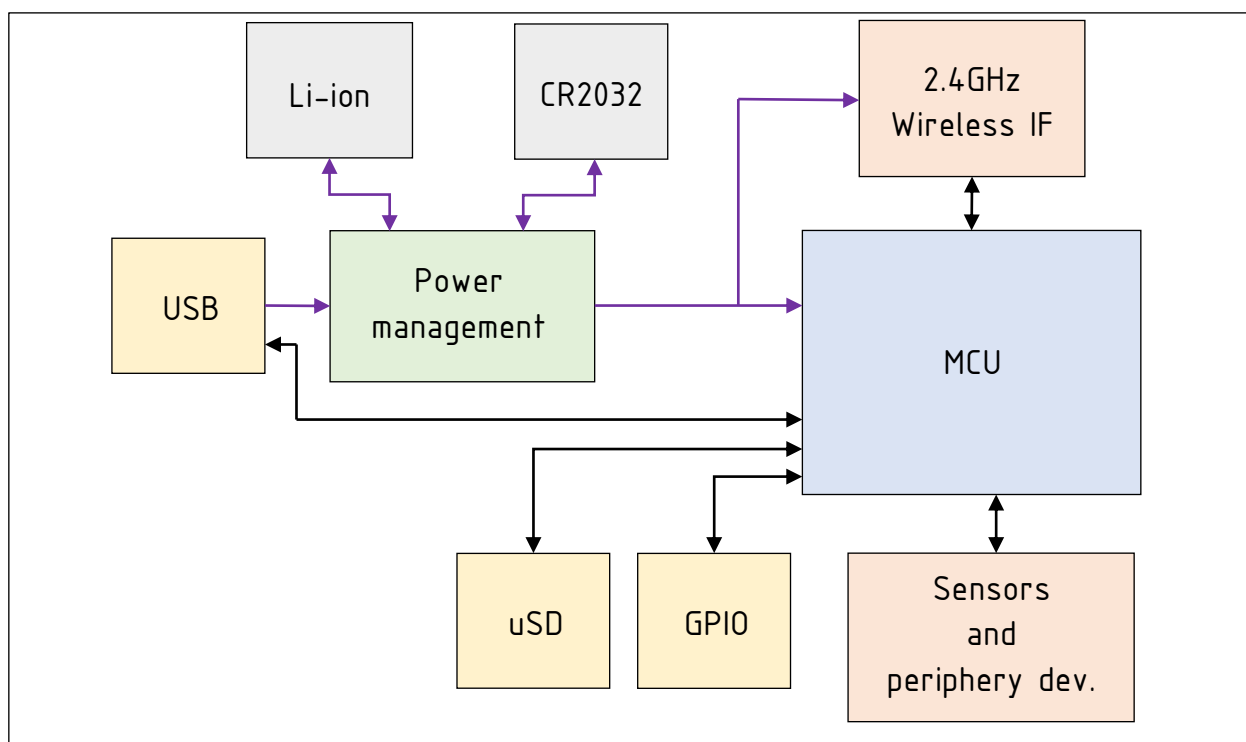 Li-ion
CR2032
2.4GHz
Wireless IF
USB
Power
management
MCU
uSD
GPIO
Sensors
and
periphery dev.